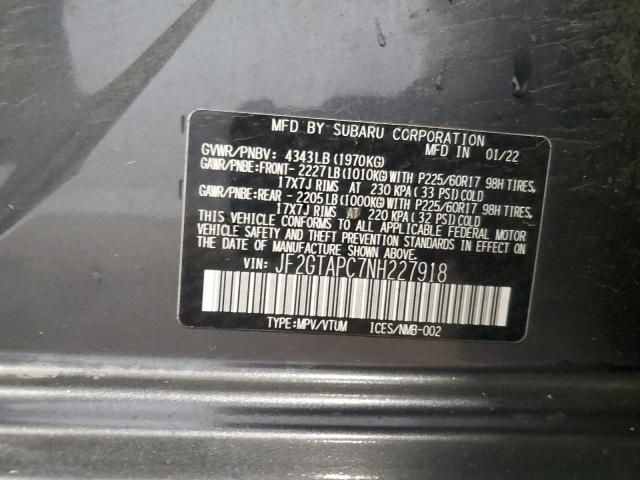 MFD BY SUBARU CORPORATION MFD IN 01/22
GVWR/PNBV: 4343LB(1970KG)
GAWR/PNBE:FRONT-2227LB(1010KG)WITH P225/60R17 98H TIRES,
17X7J RIMS AT 230 KPA(33 PSI)COLD
GAWR/PNBE:REAR -2205LB(1000KG)WITH P225/60R17 98H TIRES,
17X7J RIMS AT 220 KPA(32 PSI)COLD
THIS VEHICLE CONFORMS TO ALL APPLICABLE FEDERAL MOTOR
VEHICLE SAFETY, BUMPER, AND THEFT PREVENTION STANDARDS IN EFFECT
ON THE DATE OF MANUFACTURE SHOWN ABOVE.
VIN: JF2GTAPC7NH227918
TYPE:MPV/VTUM ICES/NMB-002